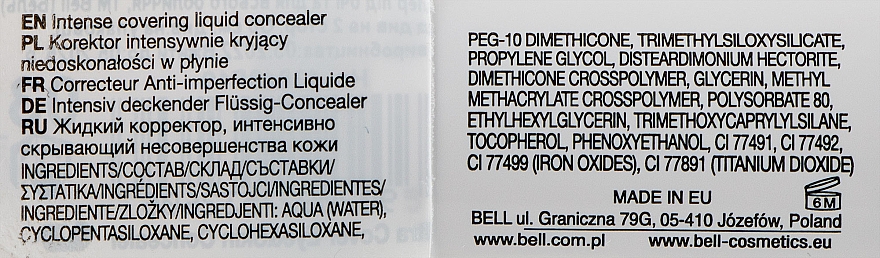 EN Intense covering liquid concealer
PL Korektor intensywnie kryjący
niedoskonałości w płynie
FR Correcteur Anti-imperfection Liquide
DE Intensiv deckender Flüssig-Concealer
RU Жидкий корректор, интенсивно
скрывающий несовершенства кожи
INGREDIENTS/СОСТАВ/СКЛАД/СЪСТАВКИ/
ΣΥΣΤΑΤΙΚΑ/INGRÉDIENTS/SASTOJCI/INGREDIENTES/
INGREDIENTE/ZLOŽKY/INGREDJENTI: AQUA (WATER),
CYCLOPENTASILOXANE, CYCLOHEXASILOXANE,
PEG-10 DIMETHICONE, TRIMETHYLSILOXYSILICATE,
PROPYLENE GLYCOL, DISTEARDIMONIUM HECTORITE,
DIMETHICONE CROSSPOLYMER, GLYCERIN, METHYL
METHACRYLATE CROSSPOLYMER, POLYSORBATE 80,
ETHYLHEXYLGLYCERIN, TRIMETHOXYCAPRYLYLSILANE,
TOCOPHEROL, PHENOXYETHANOL, CI 77491, CI 77492,
CI 77499 (IRON OXIDES), CI 77891 (TITANIUM DIOXIDE)
MADE IN EU
6 M
BELL ul. Graniczna 79G, 05-410 Józefów, Poland
www.bell.com.pl www.bell-cosmetics.eu